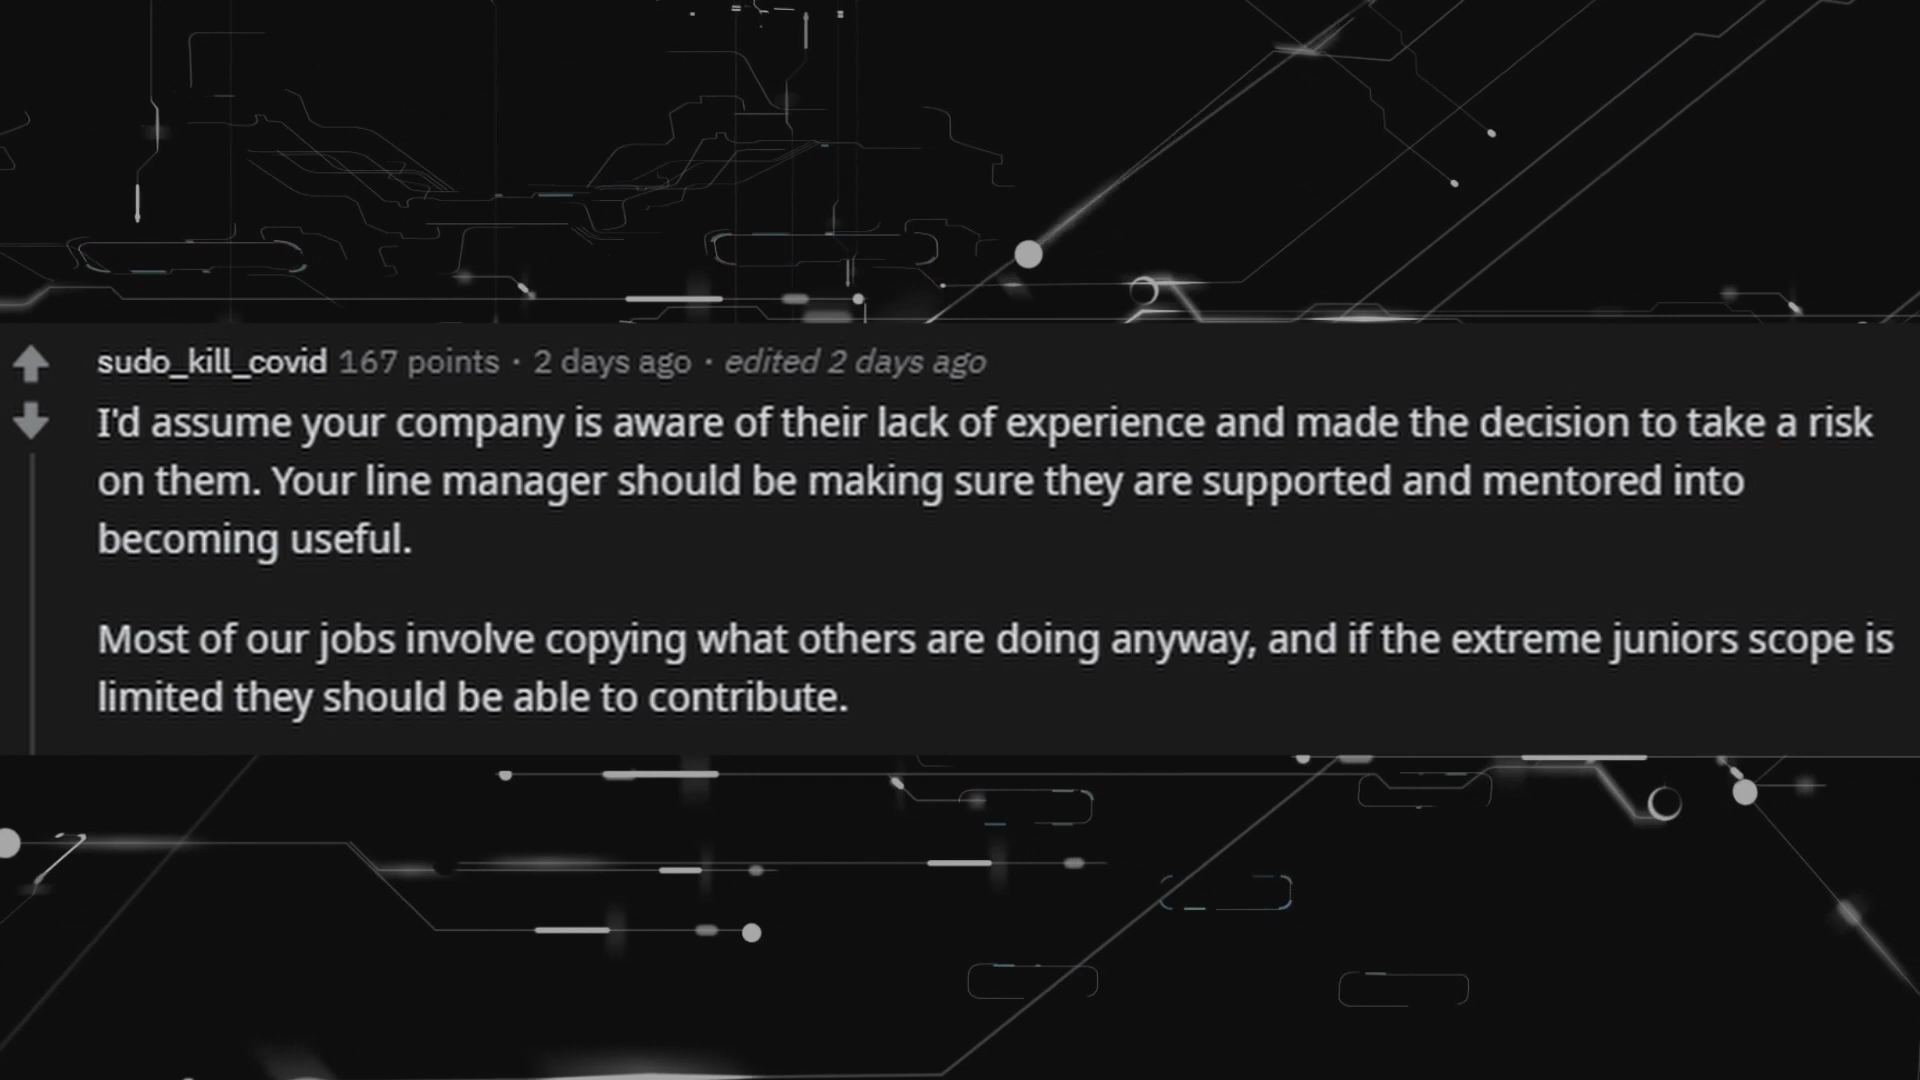 sudo_kill_covid 167 points · 2 days ago · edited 2 days ago
I'd assume your company is aware of their lack of experience and made the decision to take a risk
on them. Your line manager should be making sure they are supported and mentored into
becoming useful.
Most of our jobs involve copying what others are doing anyway, and if the extreme juniors scope is
limited they should be able to contribute.